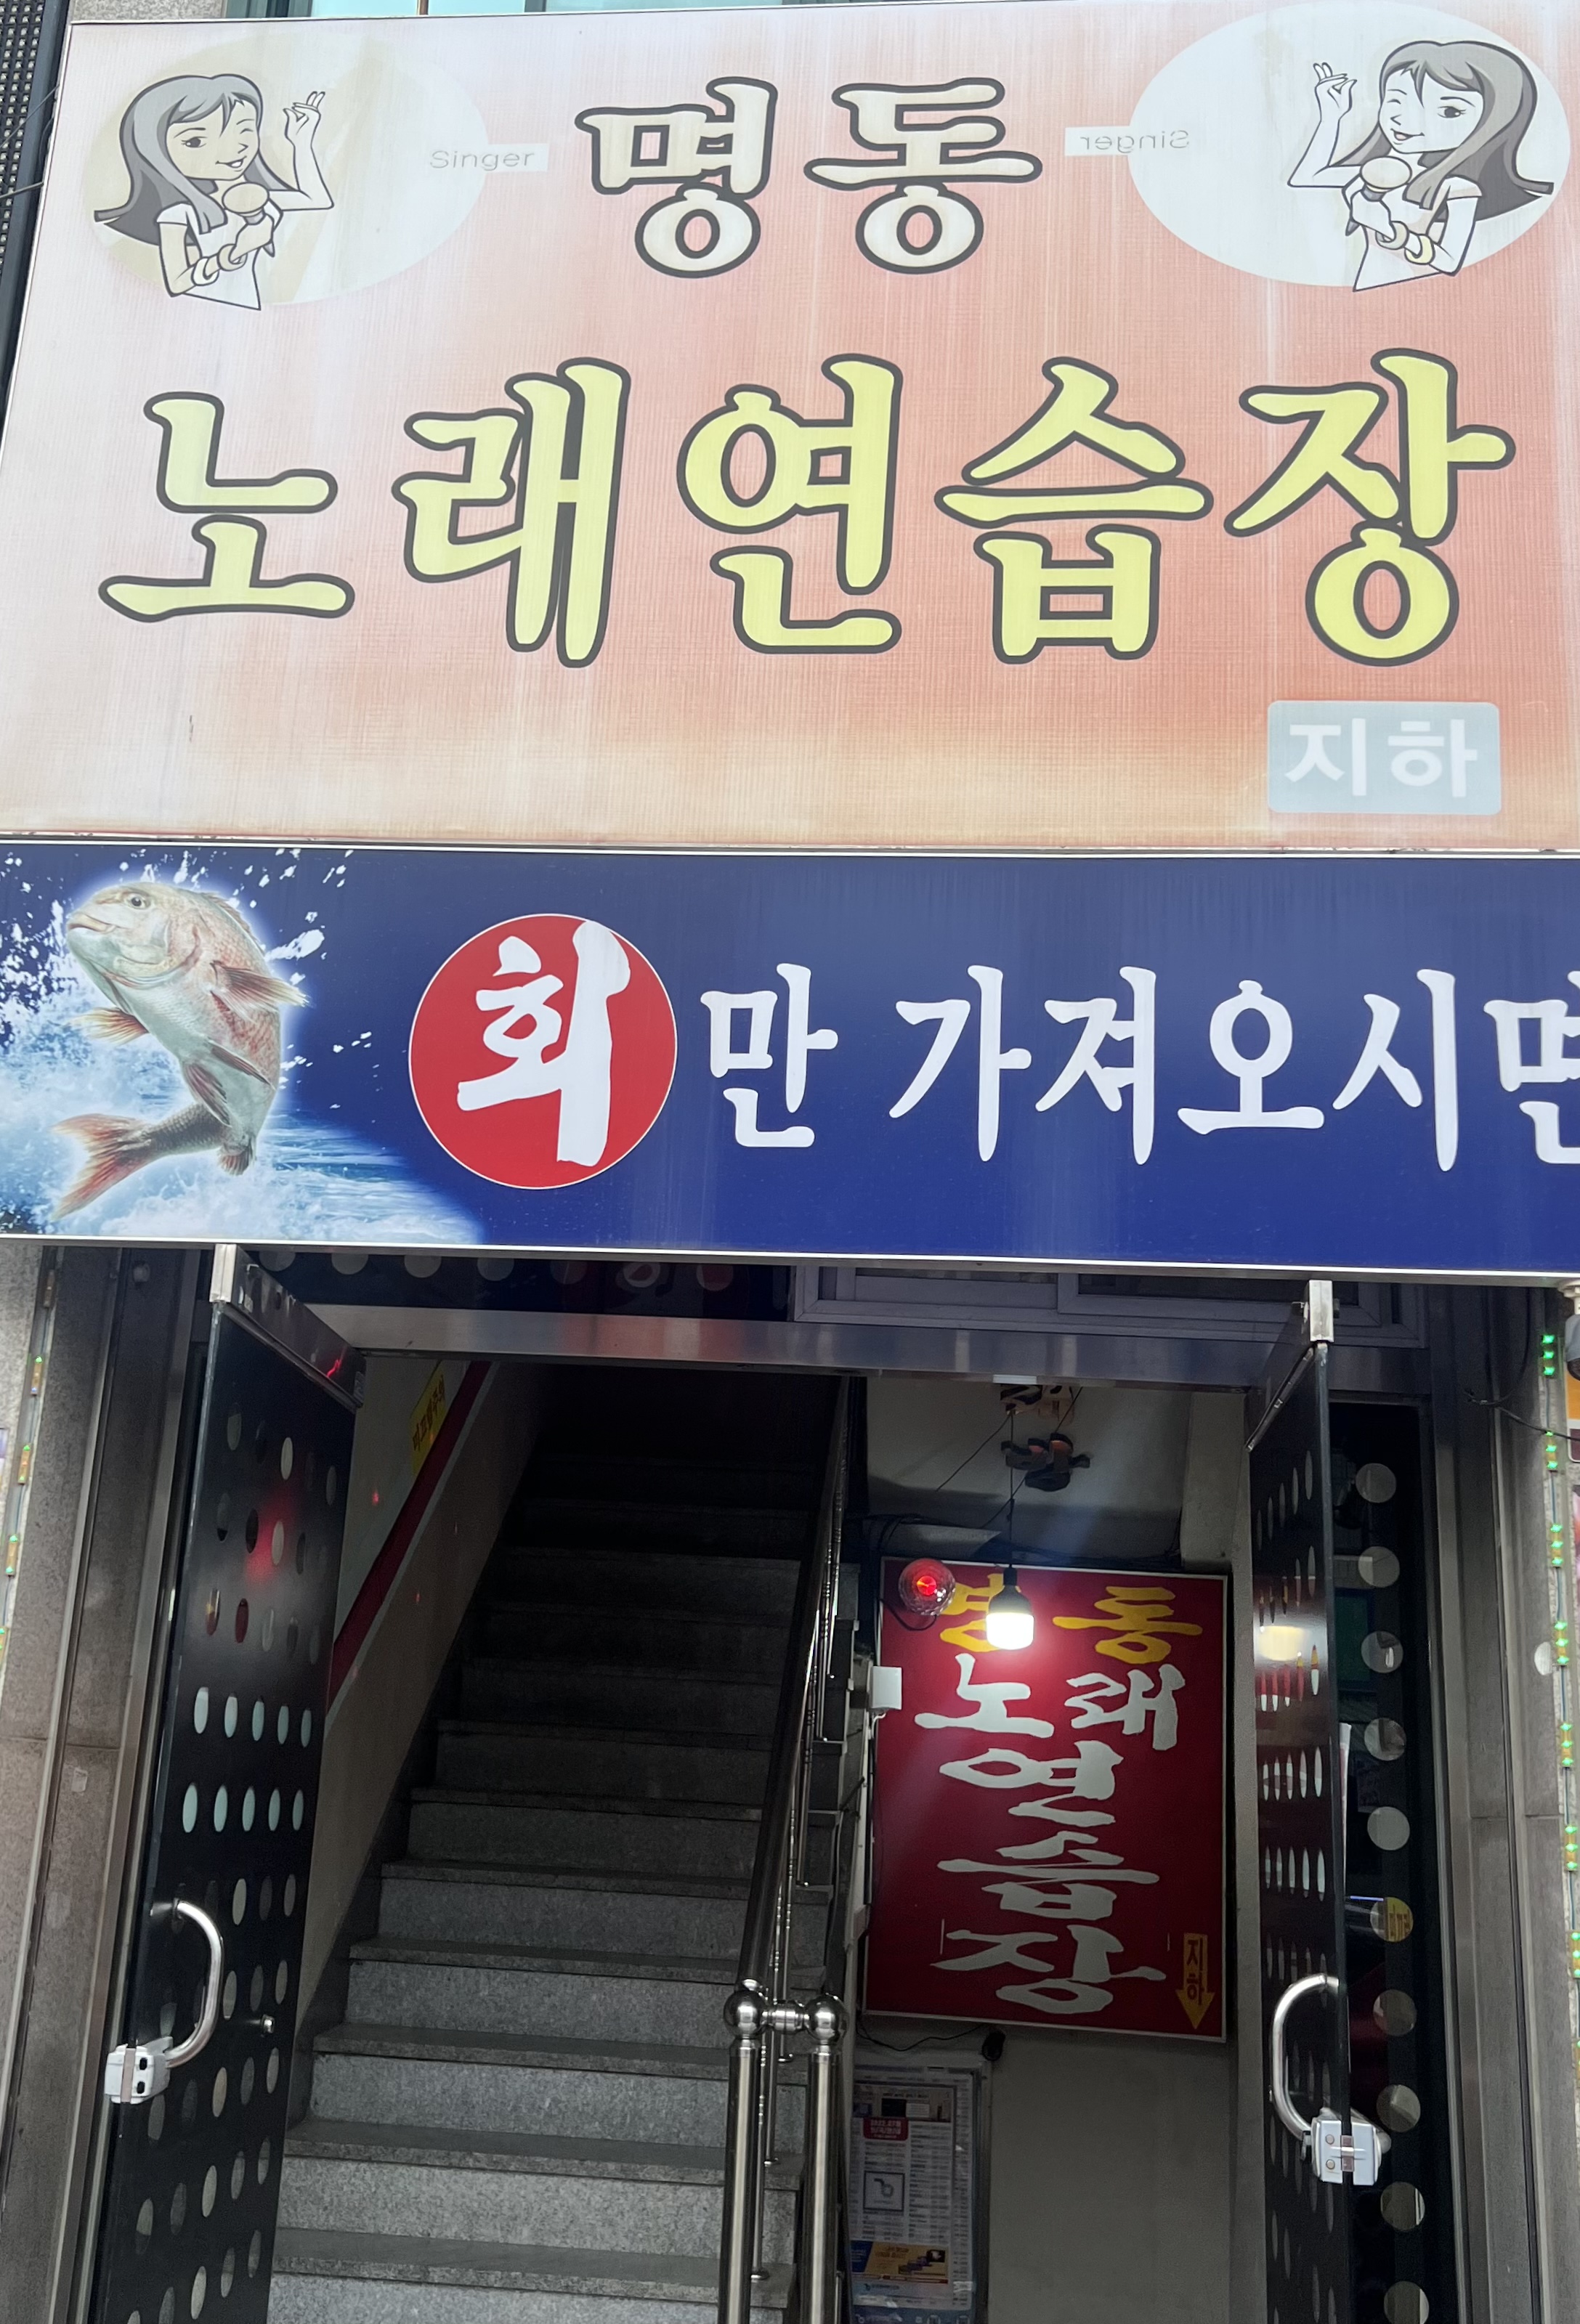 Singer 명동 Singer
노래연습장
지하
회만 가져오시면
명동
노래
연
습
장
지하